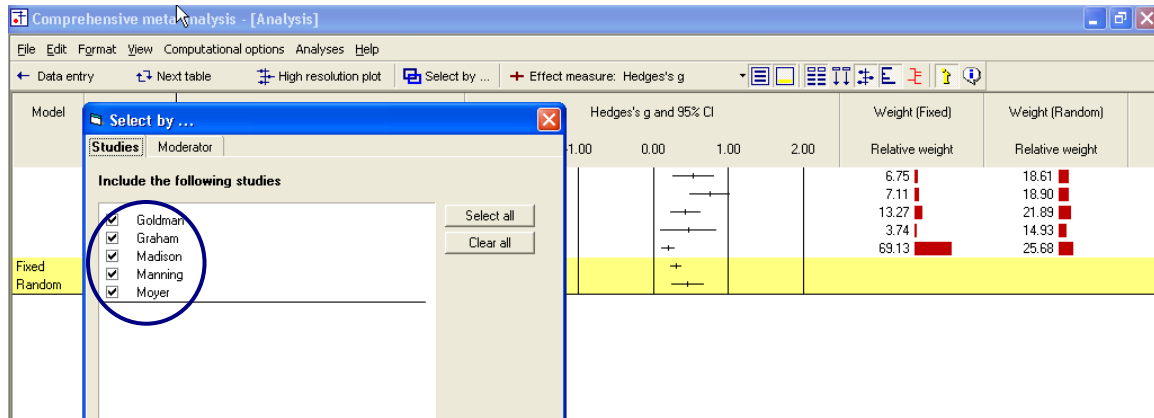 Comprehensive meta analysis - [Analysis]
File Edit Format View Computational options Analyses Help
← Data entry Next table High resolution plot Select by ... Effect measure: Hedges's g
Model Hedges's g and 95% CI Weight (Fixed) Weight (Random)
1.00 0.00 1.00 2.00 Relative weight Relative weight
Select by ...
Studies Moderator
Include the following studies
Goldman
Graham
Madison
Manning
Moyer
Select all
Clear all
6.75 18.61
7.11 18.90
13.27 21.89
3.74 14.93
69.13 25.68
Fixed
Random